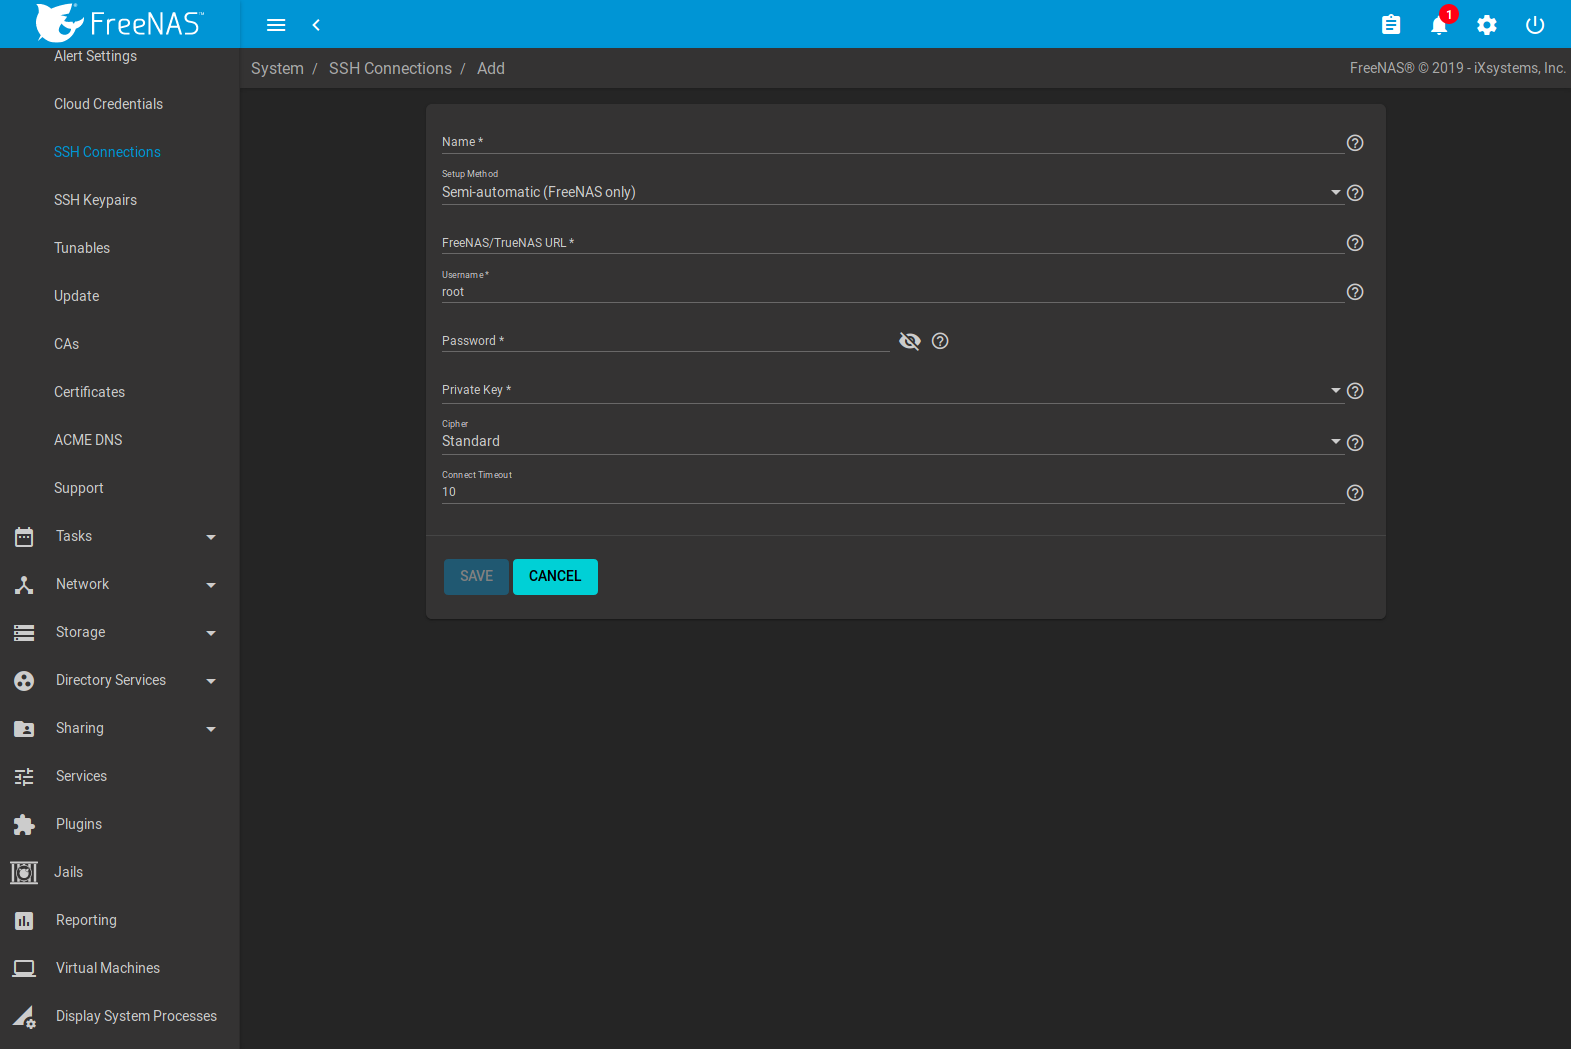 FreeNAS™
1
System / SSH Connections / Add
FreeNAS® © 2019 - iXsystems, Inc.
Alert Settings
Cloud Credentials
SSH Connections
SSH Keypairs
Tunables
Update
CAs
Certificates
ACME DNS
Support
Tasks
Network
Storage
Directory Services
Sharing
Services
Plugins
Jails
Reporting
Virtual Machines
Display System Processes
Name *
Setup Method
Semi-automatic (FreeNAS only)
FreeNAS/TrueNAS URL *
Username *
root
Password *
Private Key *
Cipher
Standard
Connect Timeout
10
SAVE CANCEL